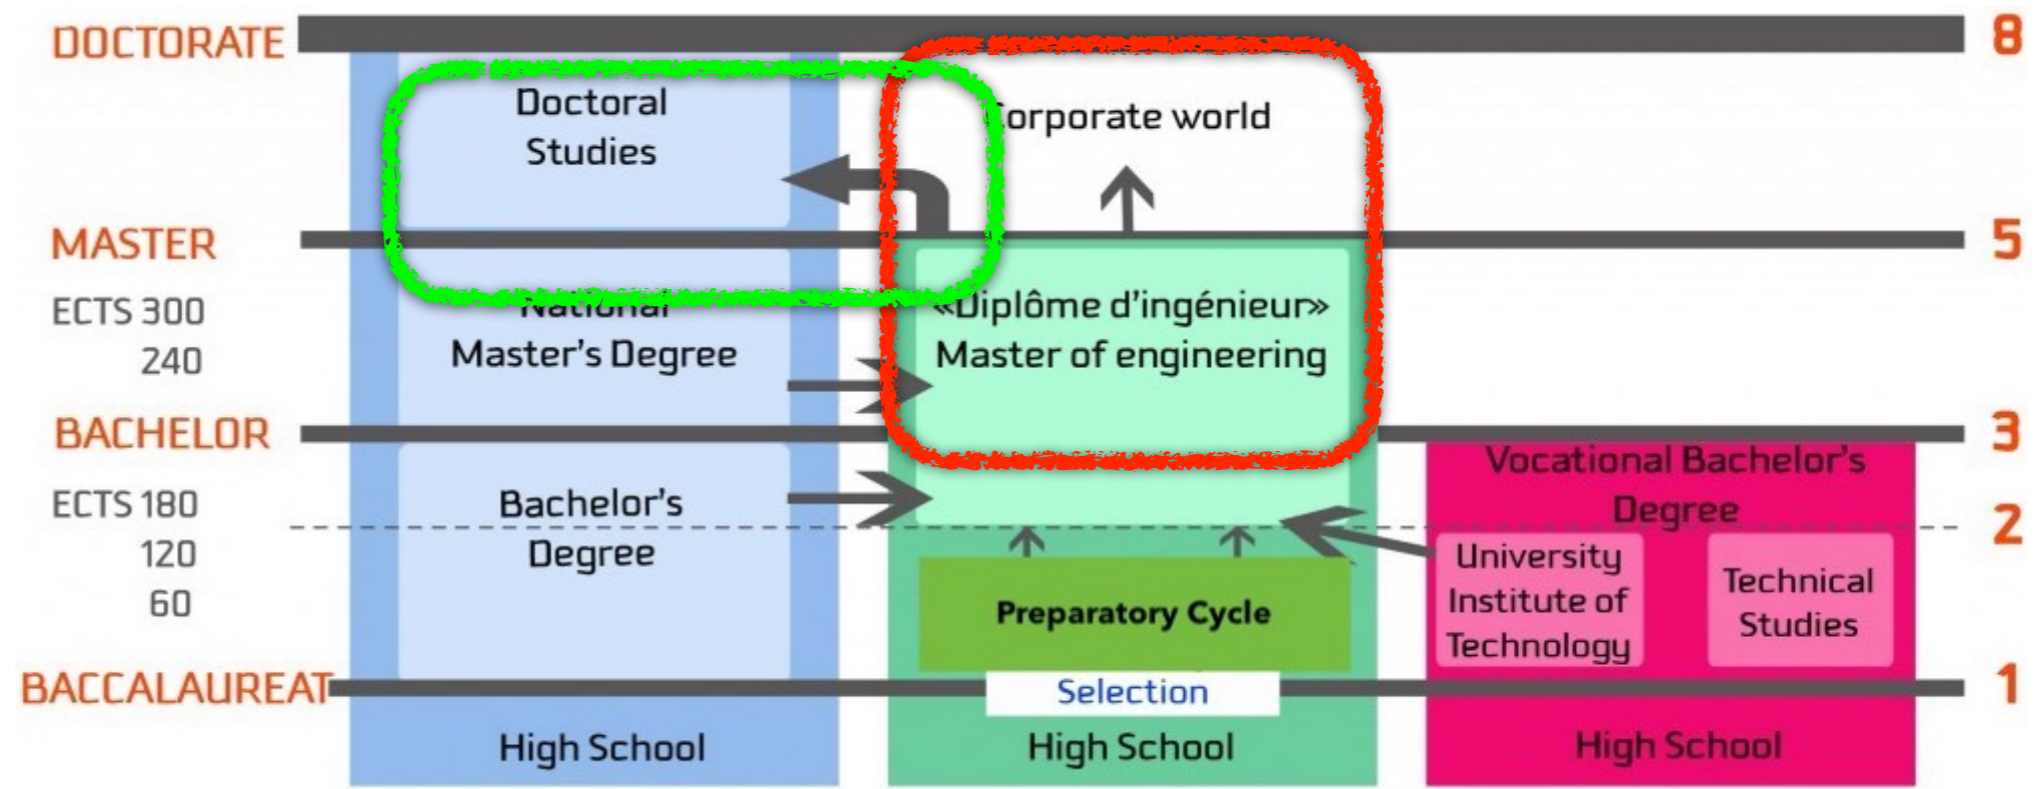 DOCTORATE
8
Doctoral
Studies
Corporate world
MASTER
5
ECTS 300
240
National
Master's Degree
«Diplôme d'ingénieur»
Master of engineering
BACHELOR
3
ECTS 180
120
60
Bachelor's
Degree
Vocational Bachelor's
Degree
2
University
Institute of
Technology
Technical
Studies
Preparatory Cycle
BACCALAUREAT
Selection
1
High School
High School
High School